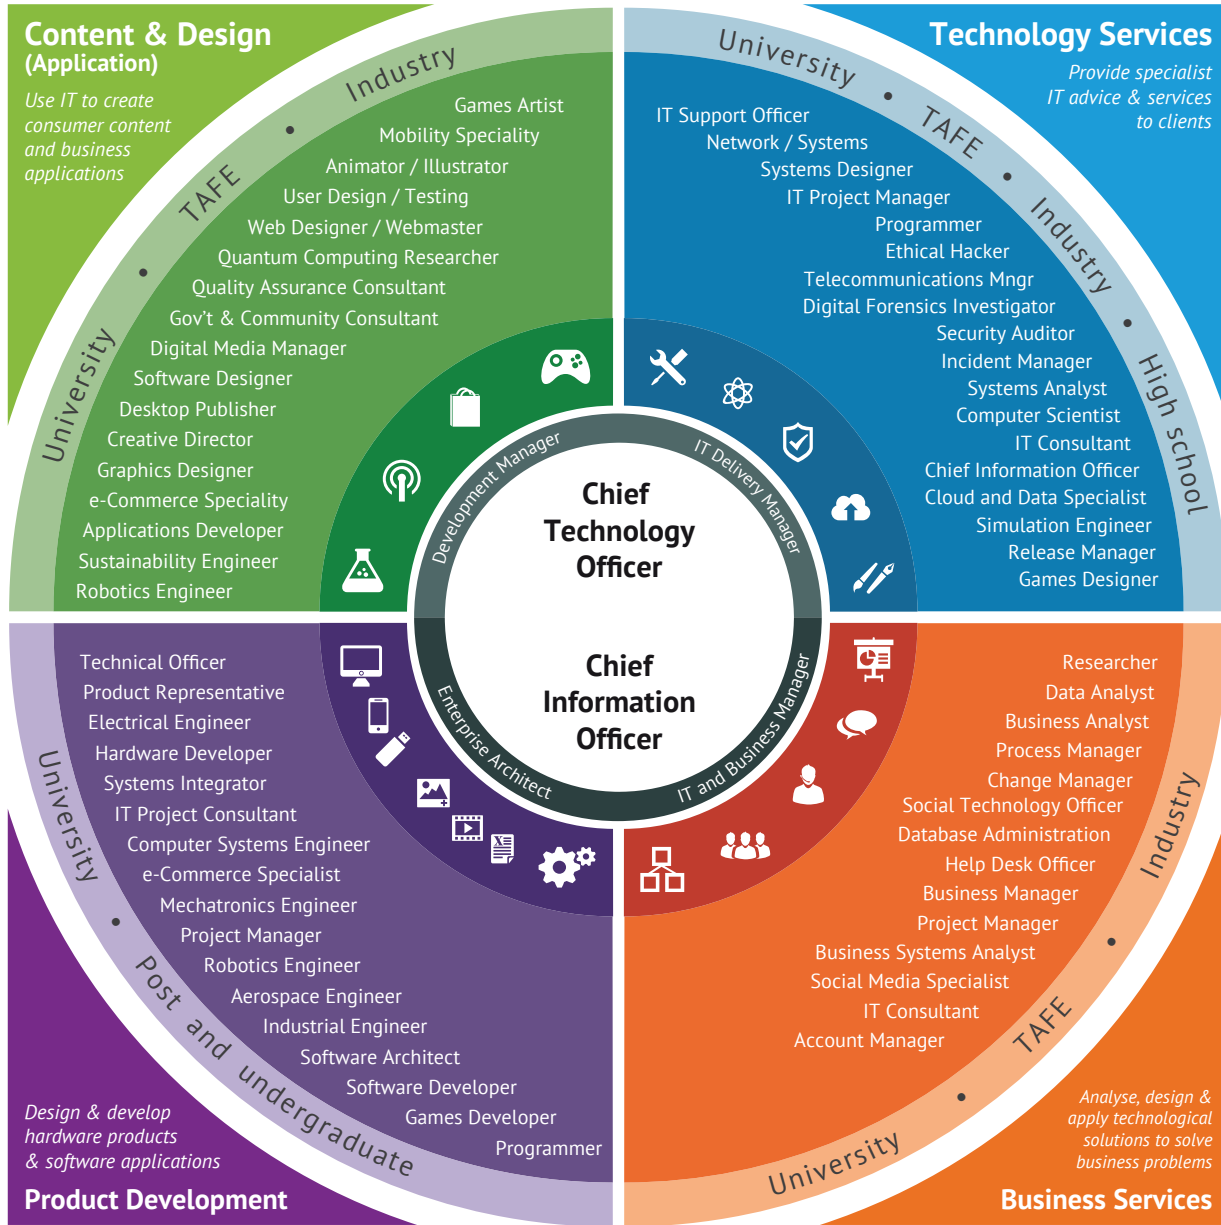 Content & Design
(Application)
Use IT to create
consumer content
and business
applications
University • TAFE • Industry
Games Artist
Mobility Speciality
Animator / Illustrator
User Design / Testing
Web Designer / Webmaster
Quantum Computing Researcher
Quality Assurance Consultant
Gov't & Community Consultant
Digital Media Manager
Software Designer
Desktop Publisher
Creative Director
Graphics Designer
e-Commerce Speciality
Applications Developer
Sustainability Engineer
Robotics Engineer
Technology Services
Provide specialist
IT advice & services
to clients
University • TAFE • Industry • High school
IT Support Officer
Network / Systems
Systems Designer
IT Project Manager
Programmer
Ethical Hacker
Telecommunications Mngr
Digital Forensics Investigator
Security Auditor
Incident Manager
Systems Analyst
Computer Scientist
IT Consultant
Chief Information Officer
Cloud and Data Specialist
Simulation Engineer
Release Manager
Games Designer
Development Manager
IT Delivery Manager
Chief
Technology
Officer
Chief
Information
Officer
Enterprise Architect
IT and Business Manager
Technical Officer
Product Representative
Electrical Engineer
Hardware Developer
Systems Integrator
IT Project Consultant
Computer Systems Engineer
e-Commerce Specialist
Mechatronics Engineer
Project Manager
Robotics Engineer
Aerospace Engineer
Industrial Engineer
Software Architect
Software Developer
Games Developer
Programmer
University • Post and undergraduate
Design & develop
hardware products
& software applications
Product Development
X
Researcher
Data Analyst
Business Analyst
Process Manager
Change Manager
Social Technology Officer
Database Administration
Help Desk Officer
Business Manager
Project Manager
Business Systems Analyst
Social Media Specialist
IT Consultant
Account Manager
University • TAFE • Industry
Analyse, design &
apply technological
solutions to solve
business problems
Business Services